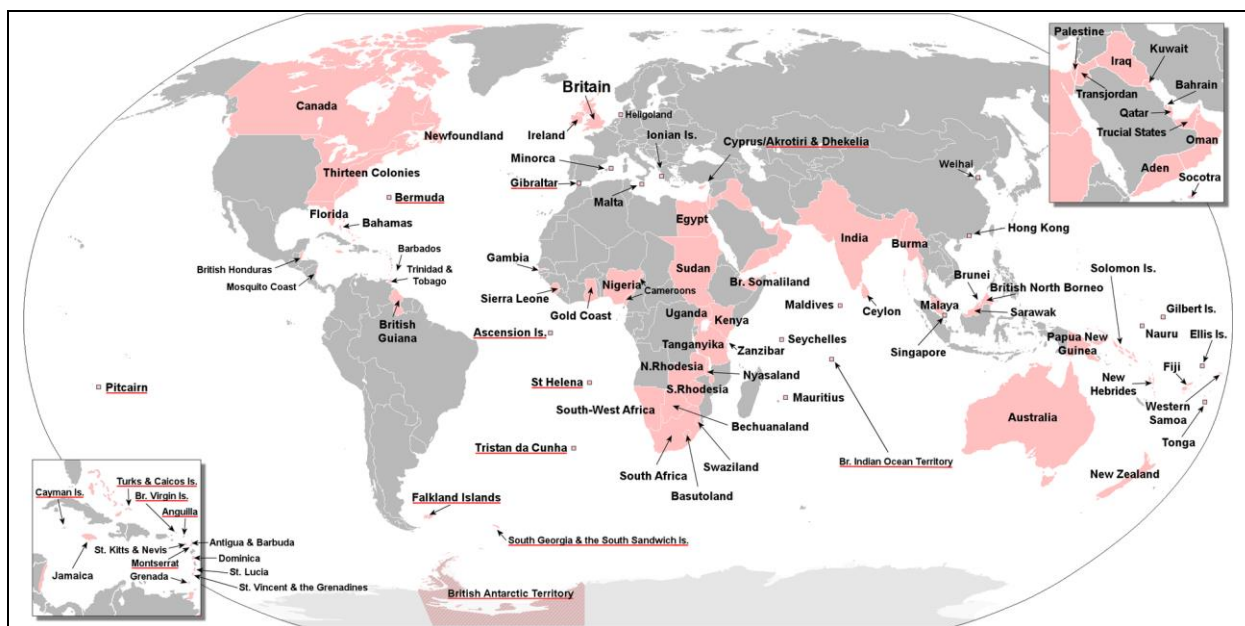 Canada
Newfoundland
Thirteen Colonies
Bermuda
Florida
Bahamas
British Honduras
Mosquito Coast
Barbados
Trinidad &
Tobago
British
Guiana
Pitcairn
Britain
Ireland
Heligoland
Ionian Is.
Minorca
Gibraltar
Malta
Cyprus/Akrotiri & Dhekelia
Weihai
Egypt
India
Burma
Hong Kong
Gambia
Sierra Leone
Nigeria
Cameroons
Gold Coast
Sudan
Br. Somaliland
Uganda
Kenya
Tanganyika
Zanzibar
Maldives
Ceylon
Seychelles
Malaya
Singapore
Brunei
British North Borneo
Sarawak
Solomon Is.
Gilbert Is.
Nauru
Ellis Is.
Papua New
Guinea
Fiji
New
Hebrides
Western
Samoa
Tonga
Ascension Is.
St Helena
N.Rhodesia
Nyasaland
S.Rhodesia
South-West Africa
Bechuanaland
Mauritius
Swaziland
South Africa
Basutoland
Tristan da Cunha
Br. Indian Ocean Territory
Australia
New Zealand
Falkland Islands
South Georgia & the South Sandwich Is.
British Antarctic Territory
Palestine
Iraq
Kuwait
Transjordan
Bahrain
Qatar
Trucial States
Oman
Aden
Socotra
Turks & Caicos Is.
Cayman Is.
Br. Virgin Is.
Anguilla
St. Kitts & Nevis
Antigua & Barbuda
Montserrat
Dominica
Jamaica
Grenada
St. Lucia
St. Vincent & the Grenadines